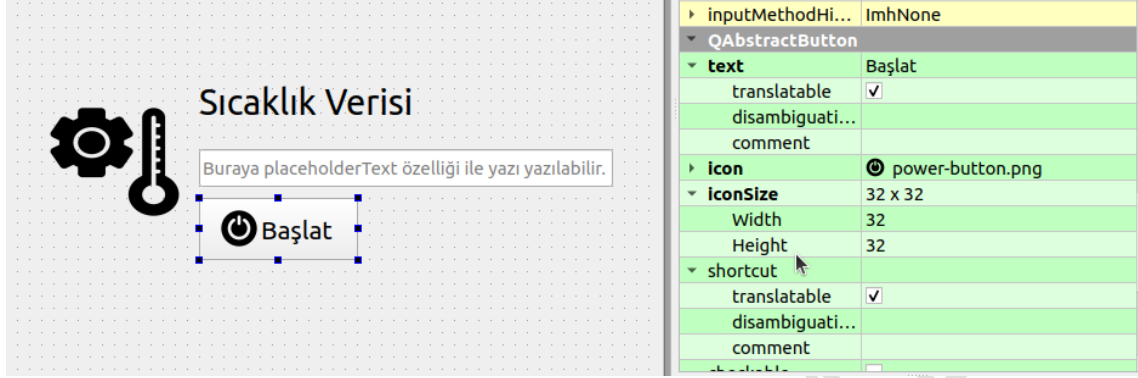 Sıcaklık Verisi
Buraya placeholderText özelliği ile yazı yazılabilir.
Başlat
inputMethodHi... ImhNone
QAbstractButton
text Başlat
translatable
disambiguati...
comment
icon power-button.png
iconSize 32 x 32
Width 32
Height 32
shortcut
translatable
disambiguati...
comment